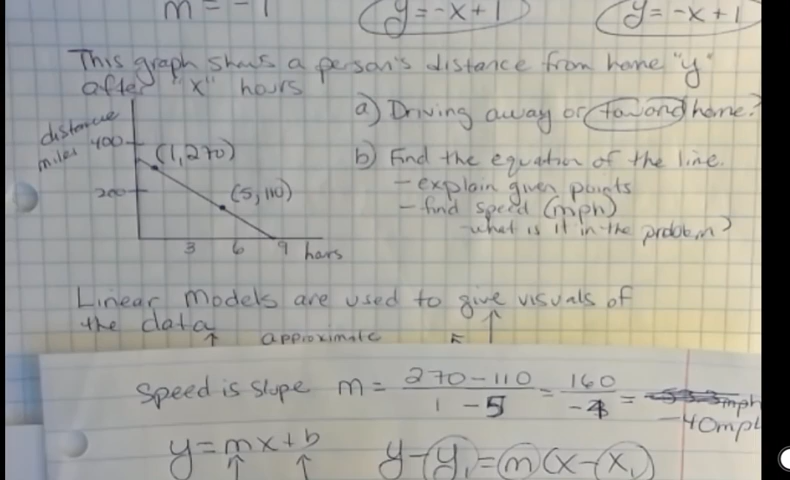 m = -1
y=-x+1
y=-x+1
This graph shows a person's distance from home "y"
after "x" hours
distance
miles
400
200
(1,270)
(5,110)
3 6 9 hours
a) Driving away or toward home?
b) Find the equation of the line.
- explain given points
- find speed (mph)
- what is it in the problem?
Linear models are used to give visuals of
the data
approximate
Speed is slope m = 270-110 / 1-5 = 160 / -4 = mph
-40mph
y=mx+b
y-y₁=m(x-x₁)